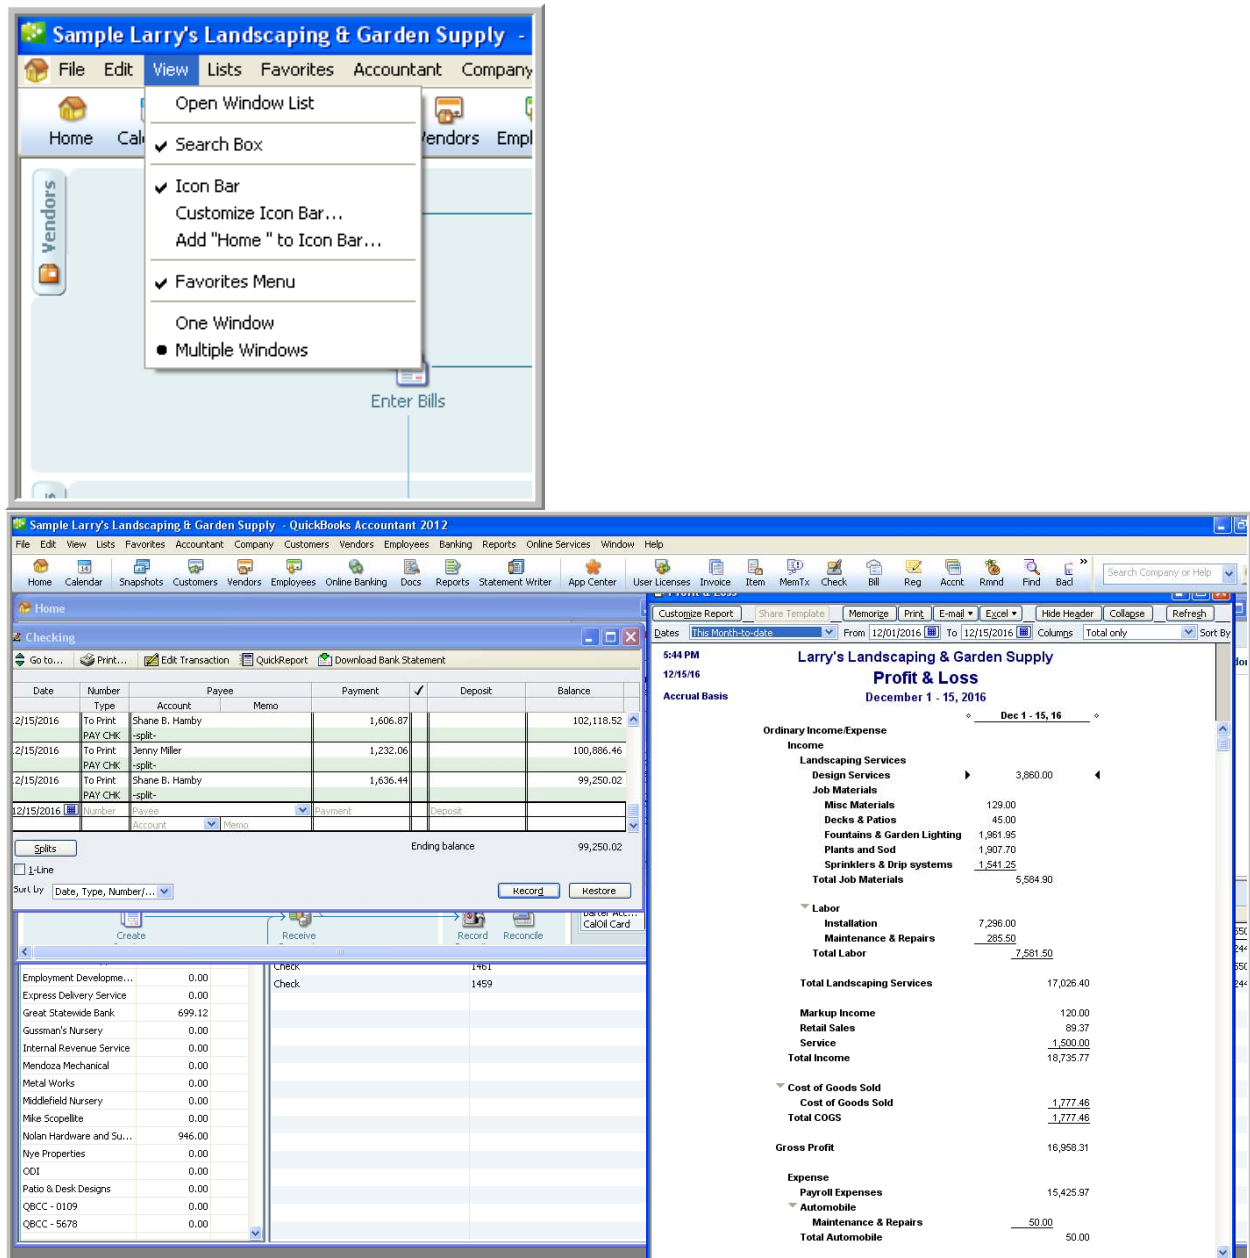 Sample Larry's Landscaping & Garden Supply -
File Edit View Lists Favorites Accountant Company
Open Window List
Home Cal Vendors Empl
✓ Search Box
✓ Icon Bar
Customize Icon Bar...
Add "Home " to Icon Bar...
✓ Favorites Menu
One Window
● Multiple Windows
Vendors
Enter Bills
Sample Larry's Landscaping & Garden Supply - QuickBooks Accountant 2012
File Edit View Lists Favorites Accountant Company Customers Vendors Employees Banking Reports Online Services Window Help
Home Calendar Snapshots Customers Vendors Employees Online Banking Docs Reports Statement Writer App Center User Licenses Invoice Item MemTx Check Bill Reg Accnt Rmnd Find Bacl » Search Company or Help
Home
Checking
Go to... Print... Edit Transaction QuickReport Download Bank Statement
Date Number Payee Payment ✓ Deposit Balance
Type Account Memo
2/15/2016 To Print Shane B. Hamby 1,606.87 102,118.52
PAY CHK -split-
2/15/2016 To Print Jenny Miller 1,232.06 100,886.46
PAY CHK -split-
2/15/2016 To Print Shane B. Hamby 1,636.44 99,250.02
PAY CHK -split-
12/15/2016 Number Payee Payment Deposit
Account Memo
Splits Ending balance 99,250.02
1-Line
Sort by Date, Type, Number/... Record Restore
Create Receive Record Reconcile CalOil Card
Check 1461
Employment Developme... 0.00 Check 1459
Express Delivery Service 0.00
Great Statewide Bank 699.12
Gussman's Nursery 0.00
Internal Revenue Service 0.00
Mendoza Mechanical 0.00
Metal Works 0.00
Middlefield Nursery 0.00
Mike Scopellite 0.00
Nolan Hardware and Su... 946.00
Nye Properties 0.00
ODI 0.00
Patio & Desk Designs 0.00
QBCC - 0109 0.00
QBCC - 5678 0.00
Profit & Loss
Customize Report Share Template Memorize Print E-mail Excel Hide Header Collapse Refresh
Dates This Month-to-date From 12/01/2016 To 12/15/2016 Columns Total only Sort By
5:44 PM Larry's Landscaping & Garden Supply
12/15/16 Profit & Loss
Accrual Basis December 1 - 15, 2016
Dec 1 - 15, 16
Ordinary Income/Expense
Income
Landscaping Services
Design Services 3,860.00
Job Materials
Misc Materials 129.00
Decks & Patios 45.00
Fountains & Garden Lighting 1,961.95
Plants and Sod 1,907.70
Sprinklers & Drip systems 1,541.25
Total Job Materials 5,584.90
Labor
Installation 7,296.00
Maintenance & Repairs 285.50
Total Labor 7,581.50
Total Landscaping Services 17,026.40
Markup Income 120.00
Retail Sales 89.37
Service 1,500.00
Total Income 18,735.77
Cost of Goods Sold
Cost of Goods Sold 1,777.46
Total COGS 1,777.46
Gross Profit 16,958.31
Expense
Payroll Expenses 15,425.97
Automobile
Maintenance & Repairs 50.00
Total Automobile 50.00